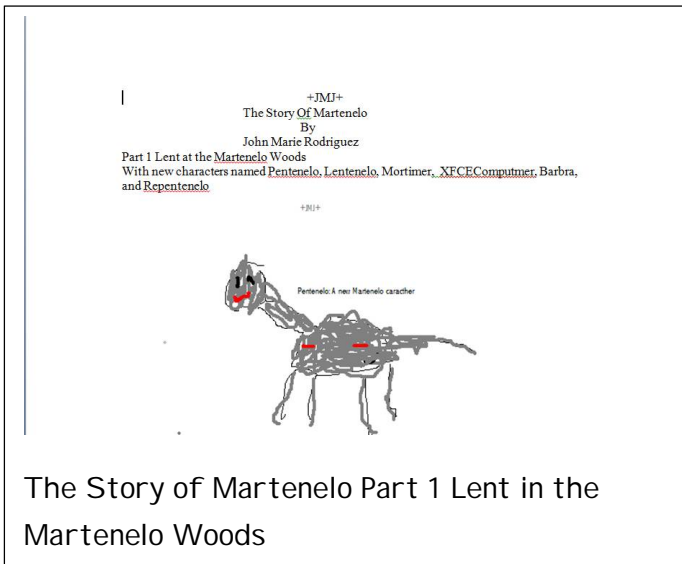 +JMJ+
The Story Of Martenelo
By
John Marie Rodriguez
Part 1 Lent at the Martenelo Woods
With new characters named Pentenelo, Lentenelo, Mortimer, XFCEComputmer, Barbra,
and Repentenelo
+JMJ+
Pentenelo: A new Martenelo caracther
The Story of Martenelo Part 1 Lent in the
Martenelo Woods